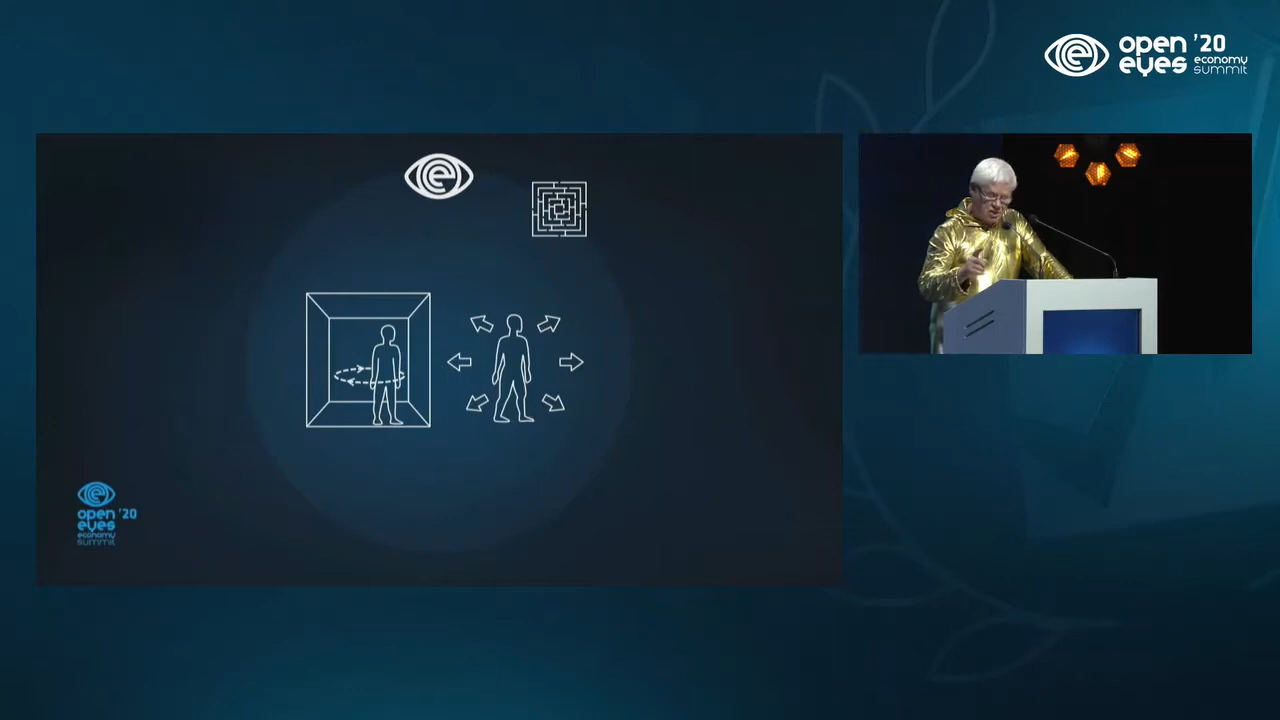 open '20
eyes economy
summit
open '20
eyes
economy
summit